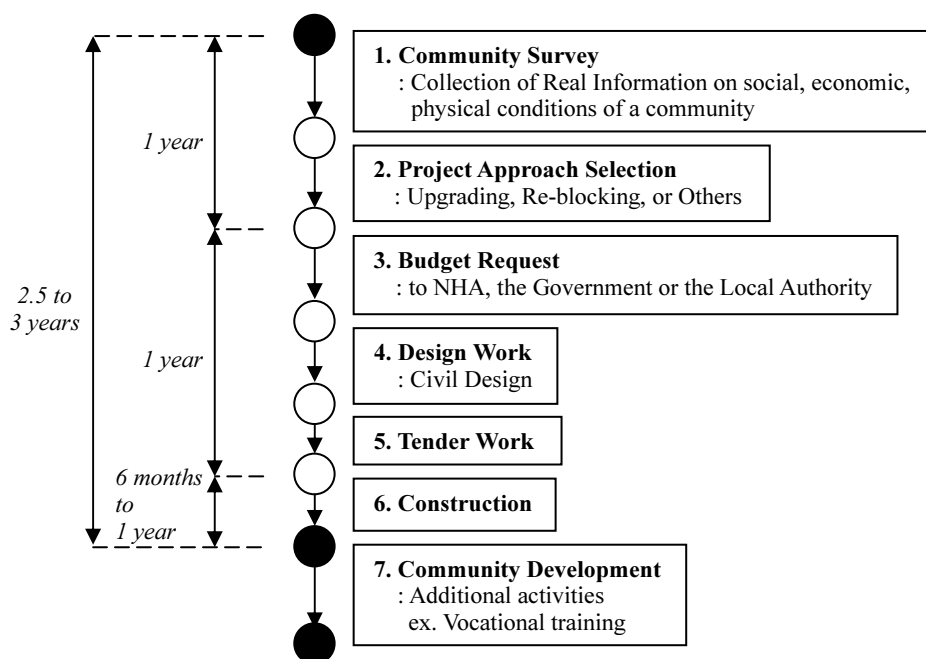 1. Community Survey
: Collection of Real Information on social, economic,
physical conditions of a community
1 year
2. Project Approach Selection
: Upgrading, Re-blocking, or Others
3. Budget Request
: to NHA, the Government or the Local Authority
2.5 to
3 years
1 year
4. Design Work
: Civil Design
5. Tender Work
6 months
to
1 year
6. Construction
7. Community Development
: Additional activities
ex. Vocational training